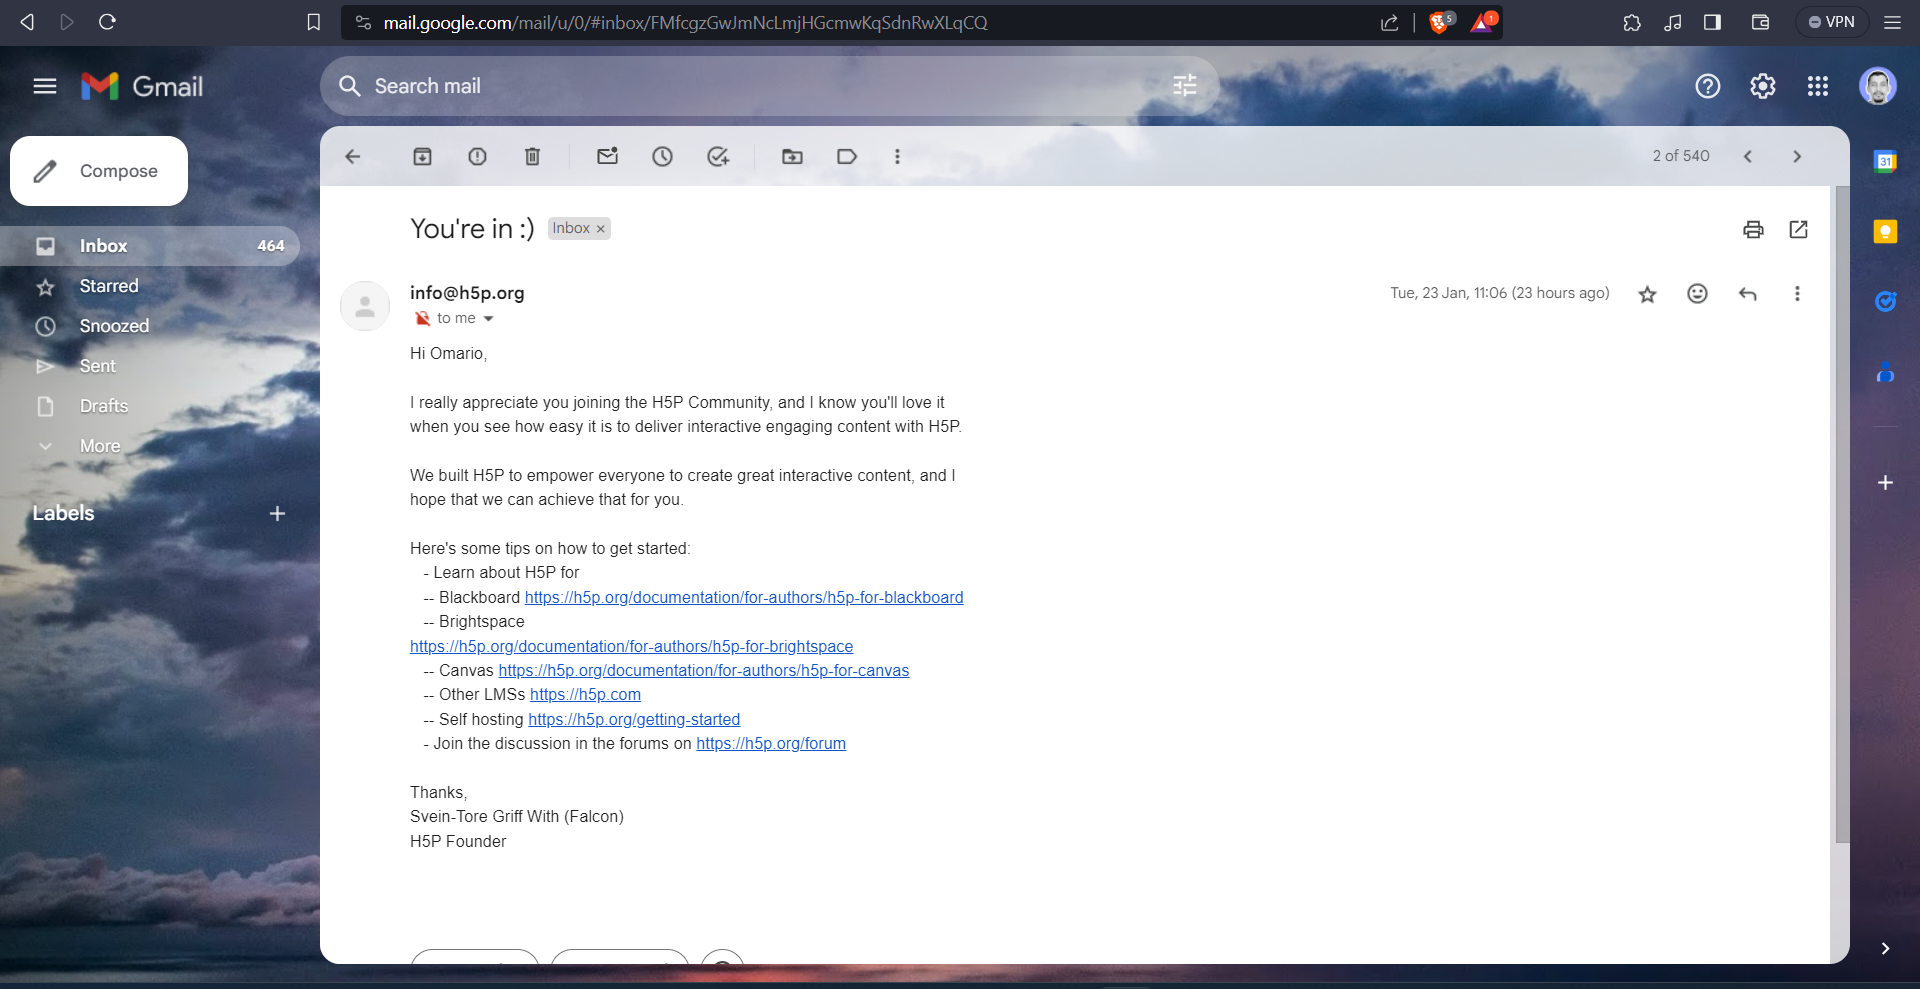 mail.google.com/mail/u/0/#inbox/FMfcgzGwJmNcLmjHGcmwKqSdnRwXLqCQ
5
1
VPN
Gmail
Search mail
Compose
2 of 540
Inbox 464
Starred
Snoozed
Sent
Drafts
More
Labels
You're in :) Inbox ×
info@h5p.org
Tue, 23 Jan, 11:06 (23 hours ago)
to me
Hi Omario,
I really appreciate you joining the H5P Community, and I know you'll love it
when you see how easy it is to deliver interactive engaging content with H5P.
We built H5P to empower everyone to create great interactive content, and I
hope that we can achieve that for you.
Here's some tips on how to get started:
- Learn about H5P for
-- Blackboard https://h5p.org/documentation/for-authors/h5p-for-blackboard
-- Brightspace
https://h5p.org/documentation/for-authors/h5p-for-brightspace
-- Canvas https://h5p.org/documentation/for-authors/h5p-for-canvas
-- Other LMSs https://h5p.com
-- Self hosting https://h5p.org/getting-started
- Join the discussion in the forums on https://h5p.org/forum
Thanks,
Svein-Tore Griff With (Falcon)
H5P Founder
31